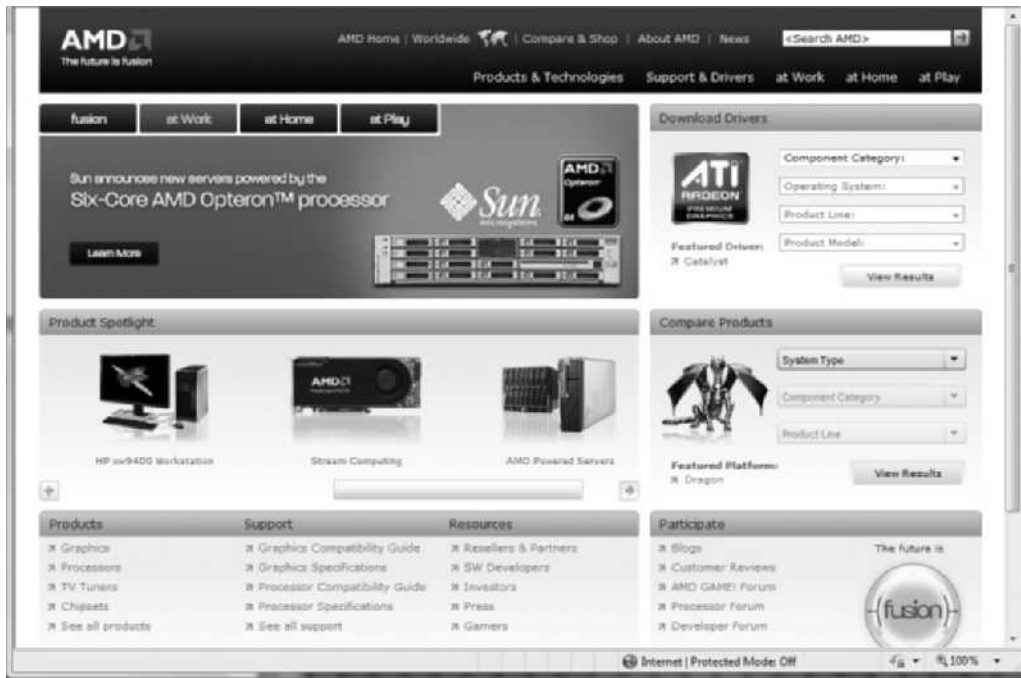 AMD
The future is fusion
AMD Home | Worldwide | Compare & Shop | About AMD | News
<Search AMD>
Products & Technologies Support & Drivers at Work at Home at Play
fusion at Work at Home at Play
Sun announces new servers powered by the
Six-Core AMD Opteron™ processor
Learn More
Sun
microsystems
AMD
Opteron
64
Download Drivers
ATI
RADEON
PREMIUM
GRAPHICS
Component Category:
Operating System:
Product Line:
Product Model:
Featured Driver:
Catalyst
View Results
Product Spotlight
AMD
HP xw9400 Workstation
Stream Computing
AMD Powered Servers
Compare Products
System Type
Component Category
Product Line
Featured Platform:
Dragon
View Results
Products
Graphics
Processors
TV Tuners
Chipsets
See all products
Support
Graphics Compatibility Guide
Graphics Specifications
Processor Compatibility Guide
Processor Specifications
See all support
Resources
Resellers & Partners
SW Developers
Investors
Press
Gamers
Participate
Blogs
Customer Reviews
AMD GAME! Forum
Processor Forum
Developer Forum
The future is
fusion
Internet | Protected Mode: Off
100%